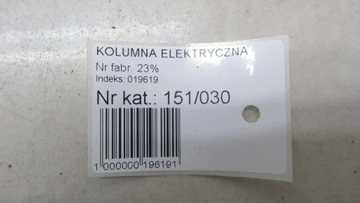 KOLUMNA ELEKTRYCZNA
Nr fabr. 23%
Indeks: 019619
Nr kat.: 151/030
1 000000 196191